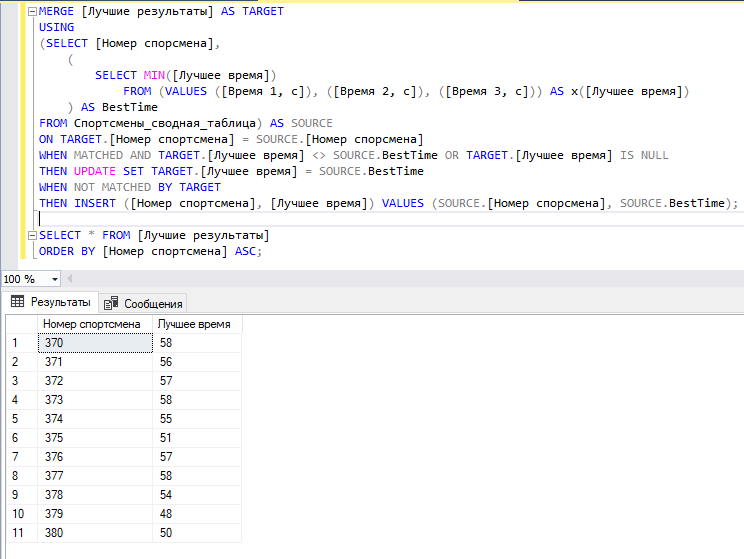 MERGE [Лучшие результаты] AS TARGET
USING
(SELECT [Номер спорсмена],
(
SELECT MIN([Лучшее время])
FROM (VALUES ([Время 1, с]), ([Время 2, с]), ([Время 3, с])) AS x([Лучшее время])
) AS BestTime
FROM Спортсмены_сводная_таблица) AS SOURCE
ON TARGET.[Номер спортсмена] = SOURCE.[Номер спорсмена]
WHEN MATCHED AND TARGET.[Лучшее время] <> SOURCE.BestTime OR TARGET.[Лучшее время] IS NULL
THEN UPDATE SET TARGET.[Лучшее время] = SOURCE.BestTime
WHEN NOT MATCHED BY TARGET
THEN INSERT ([Номер спортсмена], [Лучшее время]) VALUES (SOURCE.[Номер спорсмена], SOURCE.BestTime);
SELECT * FROM [Лучшие результаты]
ORDER BY [Номер спортсмена] ASC;
100 %
Результаты Сообщения
Номер спортсмена Лучшее время
1 370 58
2 371 56
3 372 57
4 373 58
5 374 55
6 375 51
7 376 57
8 377 58
9 378 54
10 379 48
11 380 50